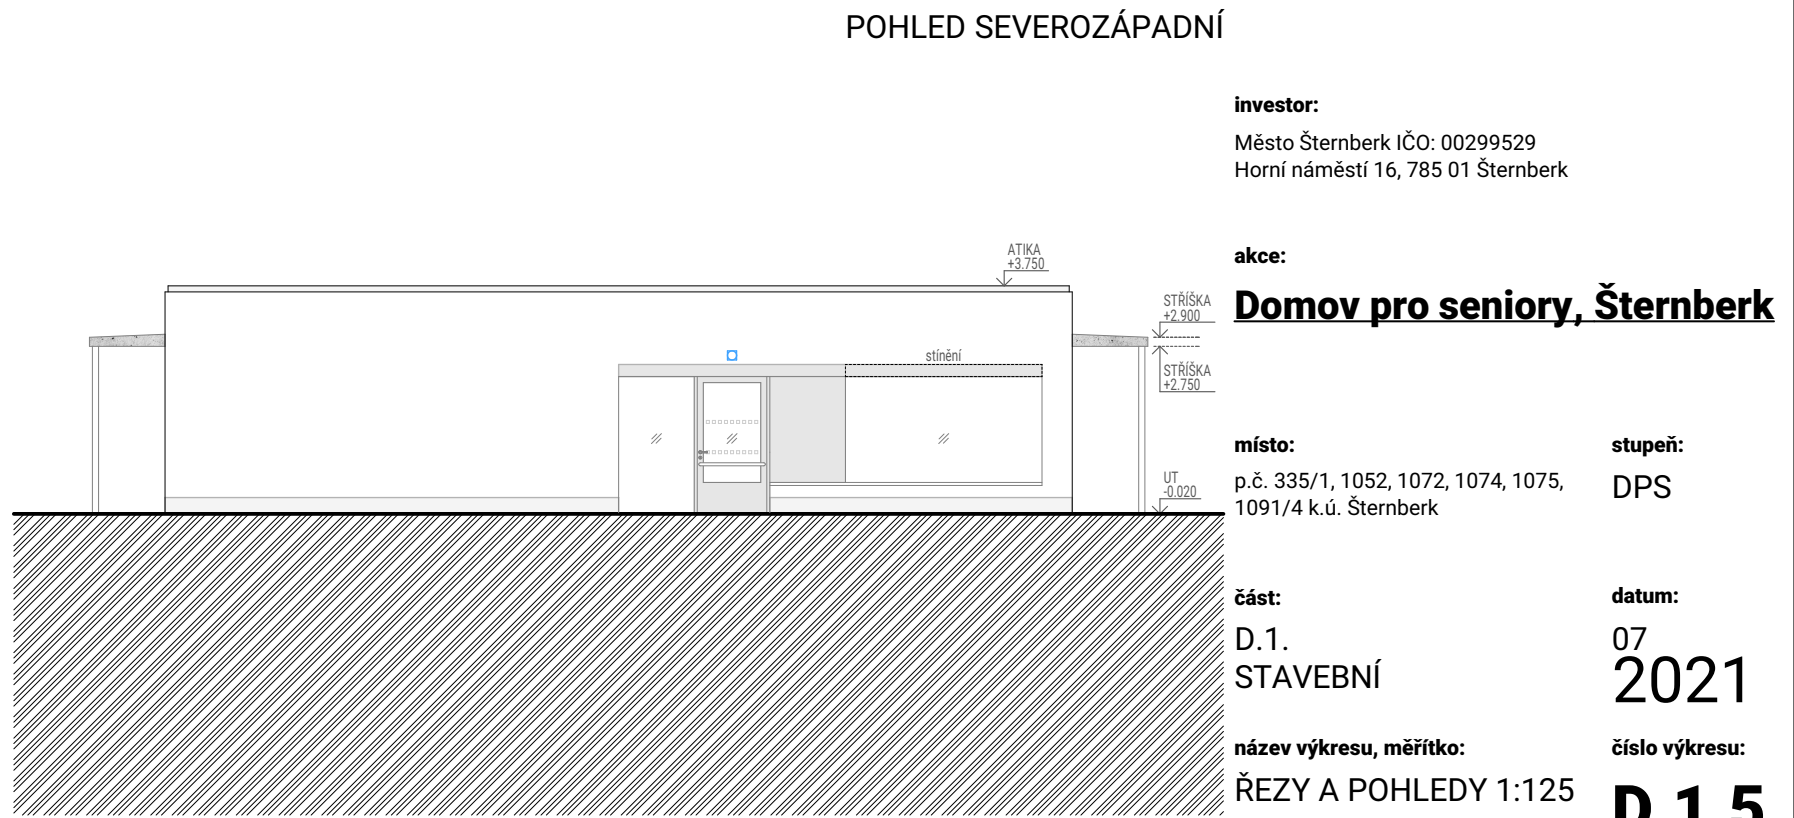 POHLED SEVEROZÁPADNÍ
investor:
Město Šternberk IČO: 00299529
Horní náměstí 16, 785 01 Šternberk
akce:
Domov pro seniory, Šternberk
ATIKA
+3.750
STŘÍŠKA
+2.900
stínění
STŘÍŠKA
+2.750
UT
-0.020
místo:
p.č. 335/1, 1052, 1072, 1074, 1075,
1091/4 k.ú. Šternberk
stupeň:
DPS
část:
D.1.
STAVEBNÍ
datum:
07
2021
název výkresu, měřítko:
ŘEZY A POHLEDY 1:125
číslo výkresu:
D.1.5